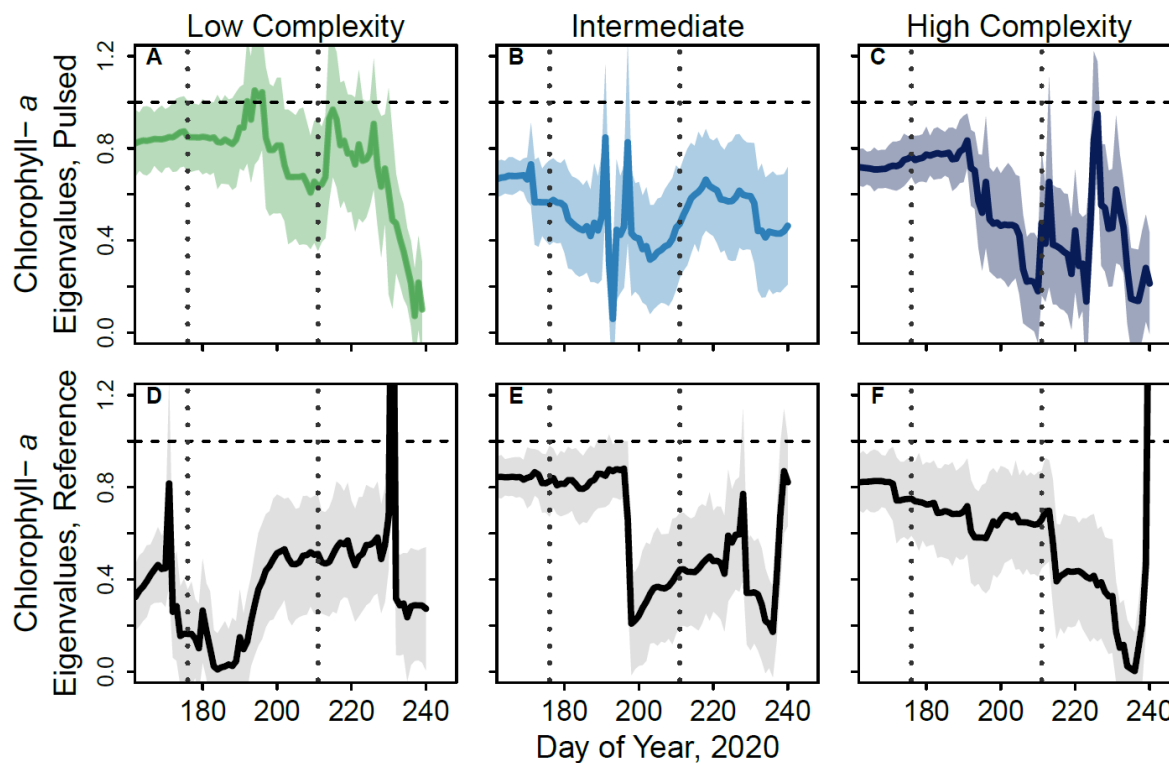 Low Complexity
Intermediate
High Complexity
Chlorophyll− a
Eigenvalues, Pulsed
0.0 0.4 0.8 1.2
A
B
C
Chlorophyll− a
Eigenvalues, Reference
0.0 0.4 0.8 1.2
D
E
F
180 200 220 240
180 200 220 240
180 200 220 240
Day of Year, 2020